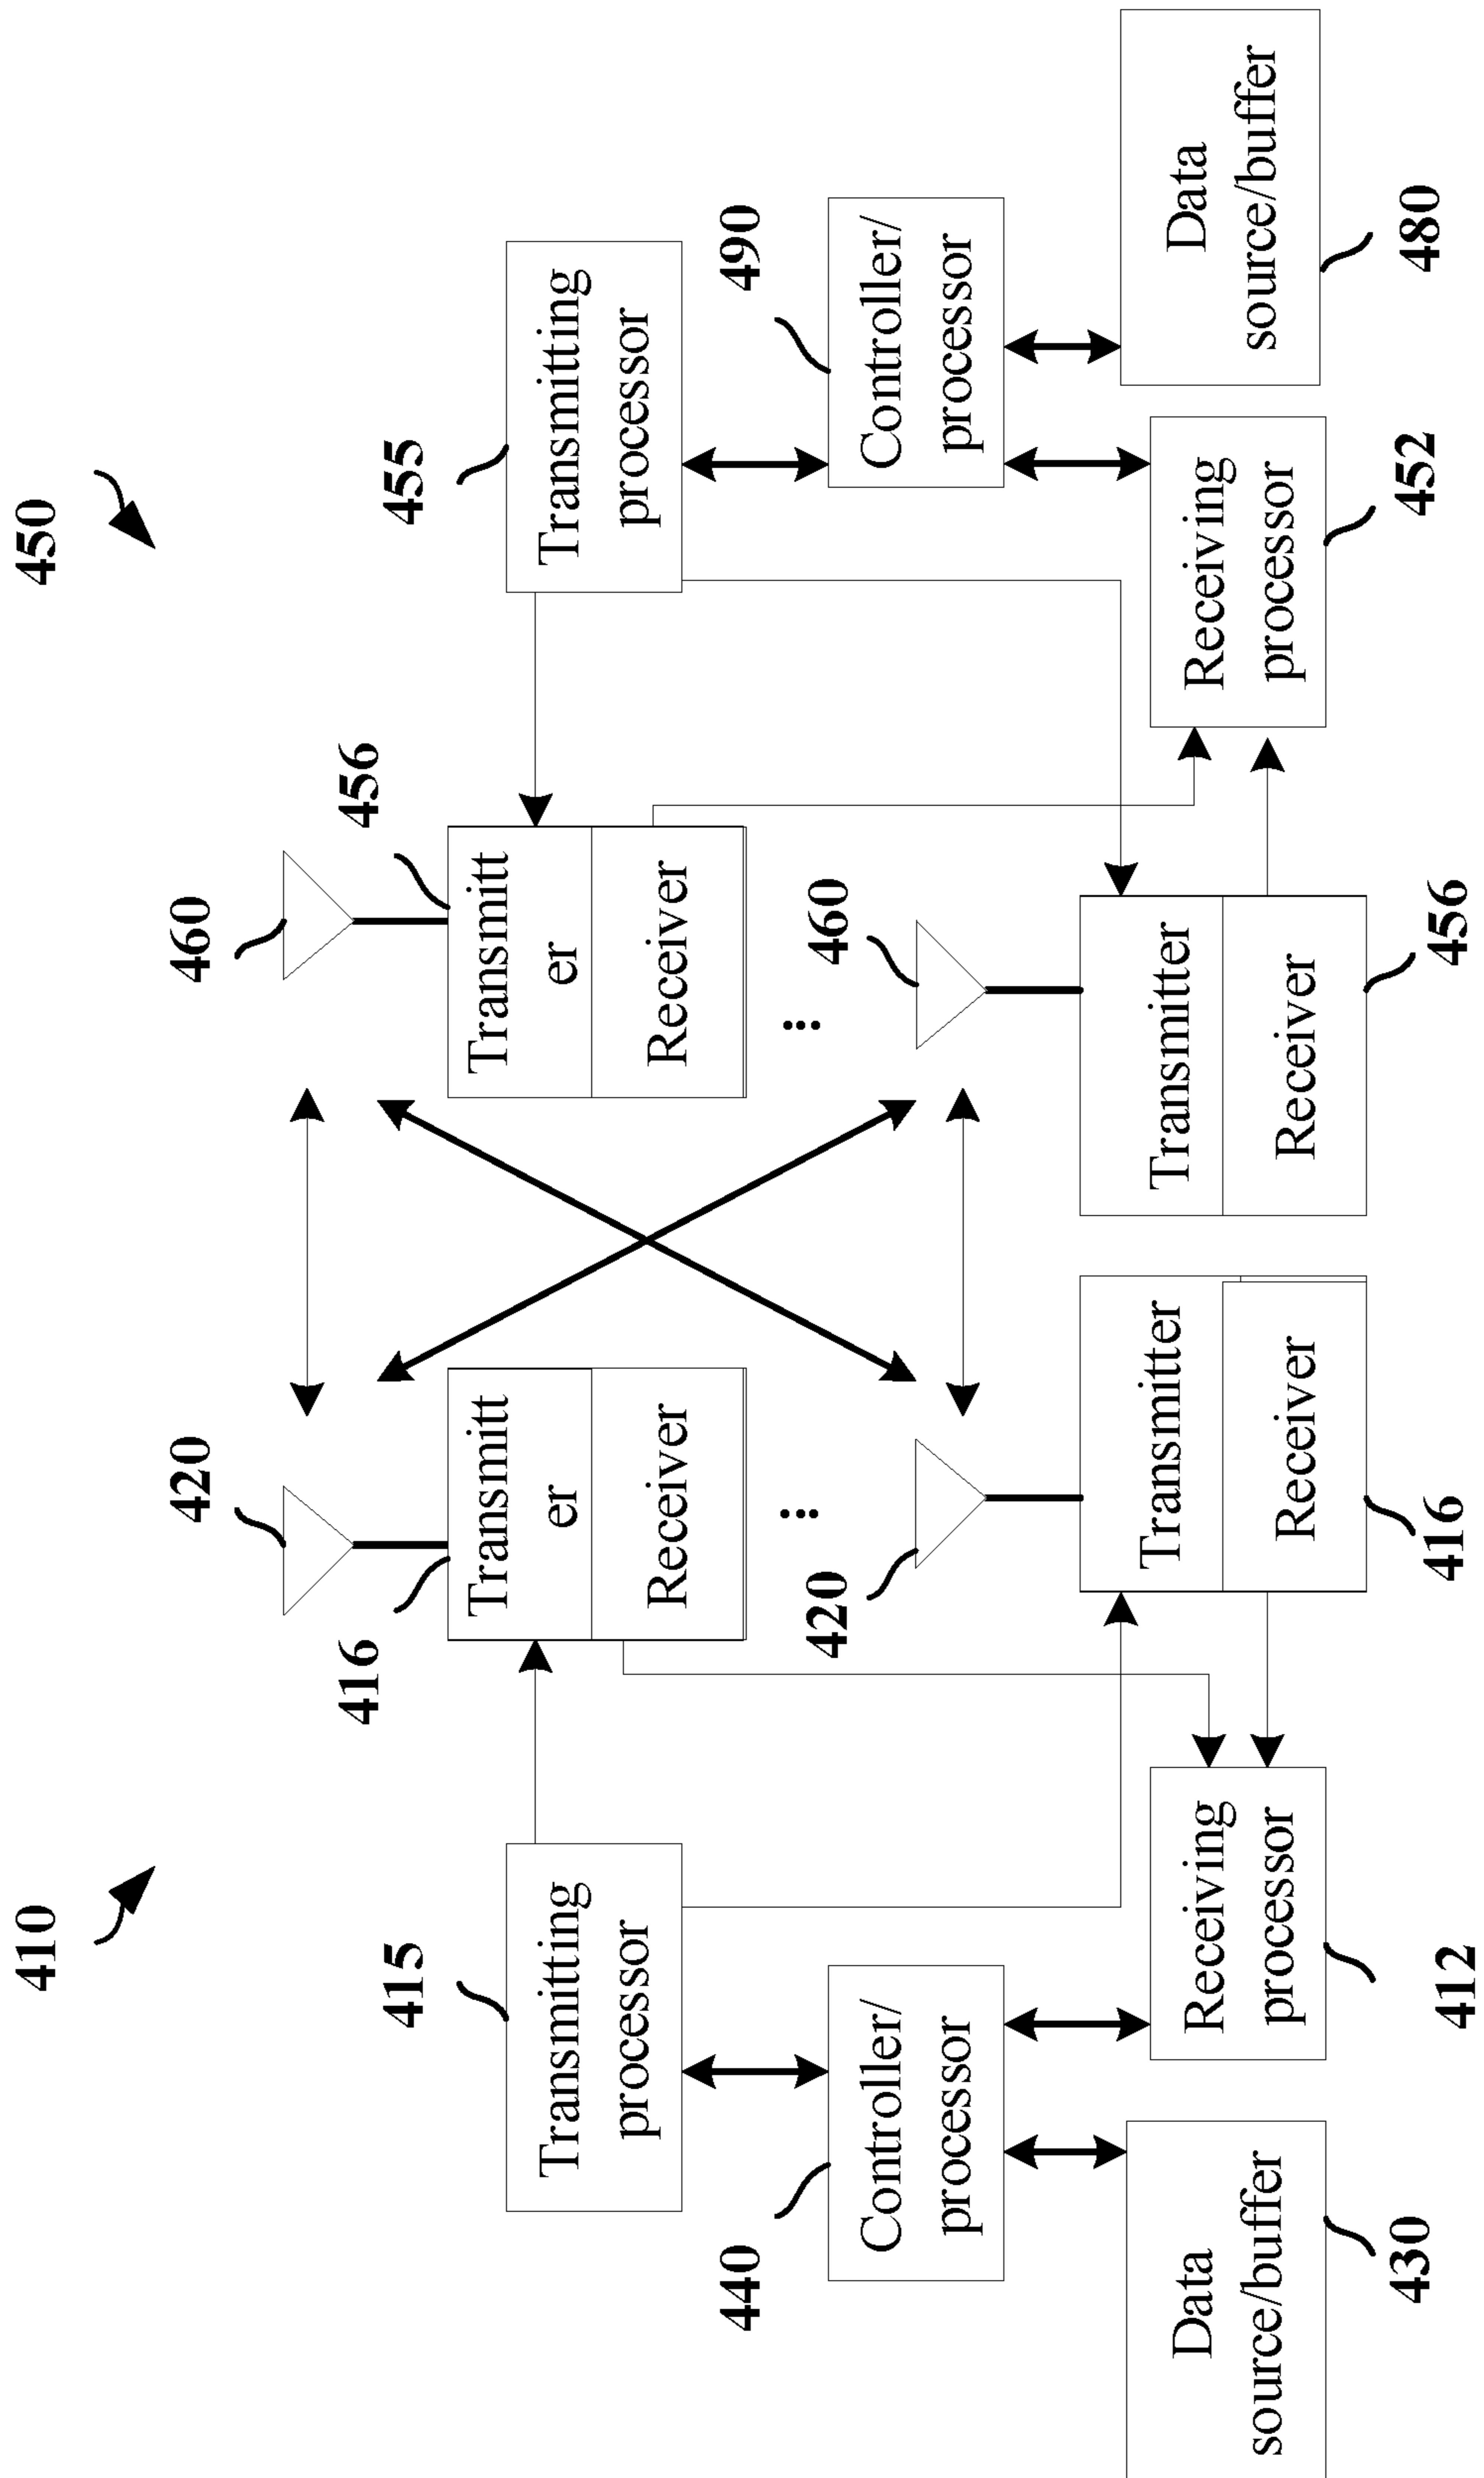 410
450
420
460
416
456
415
455
Transmitting
processor
Transmitt
er
Receiver
Transmitt
er
Receiver
Transmitting
processor
440
490
...
...
420
460
Controller/
processor
Controller/
processor
Data
source/buffer
Receiving
processor
Transmitter
Receiver
Transmitter
Receiver
Receiving
processor
Data
source/buffer
430
412
416
456
452
480